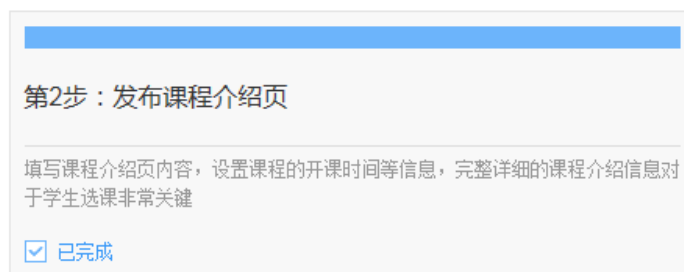 第2步：发布课程介绍页
填写课程介绍页内容，设置课程的开课时间等信息，完整详细的课程介绍信息对
于学生选课非常关键
已完成